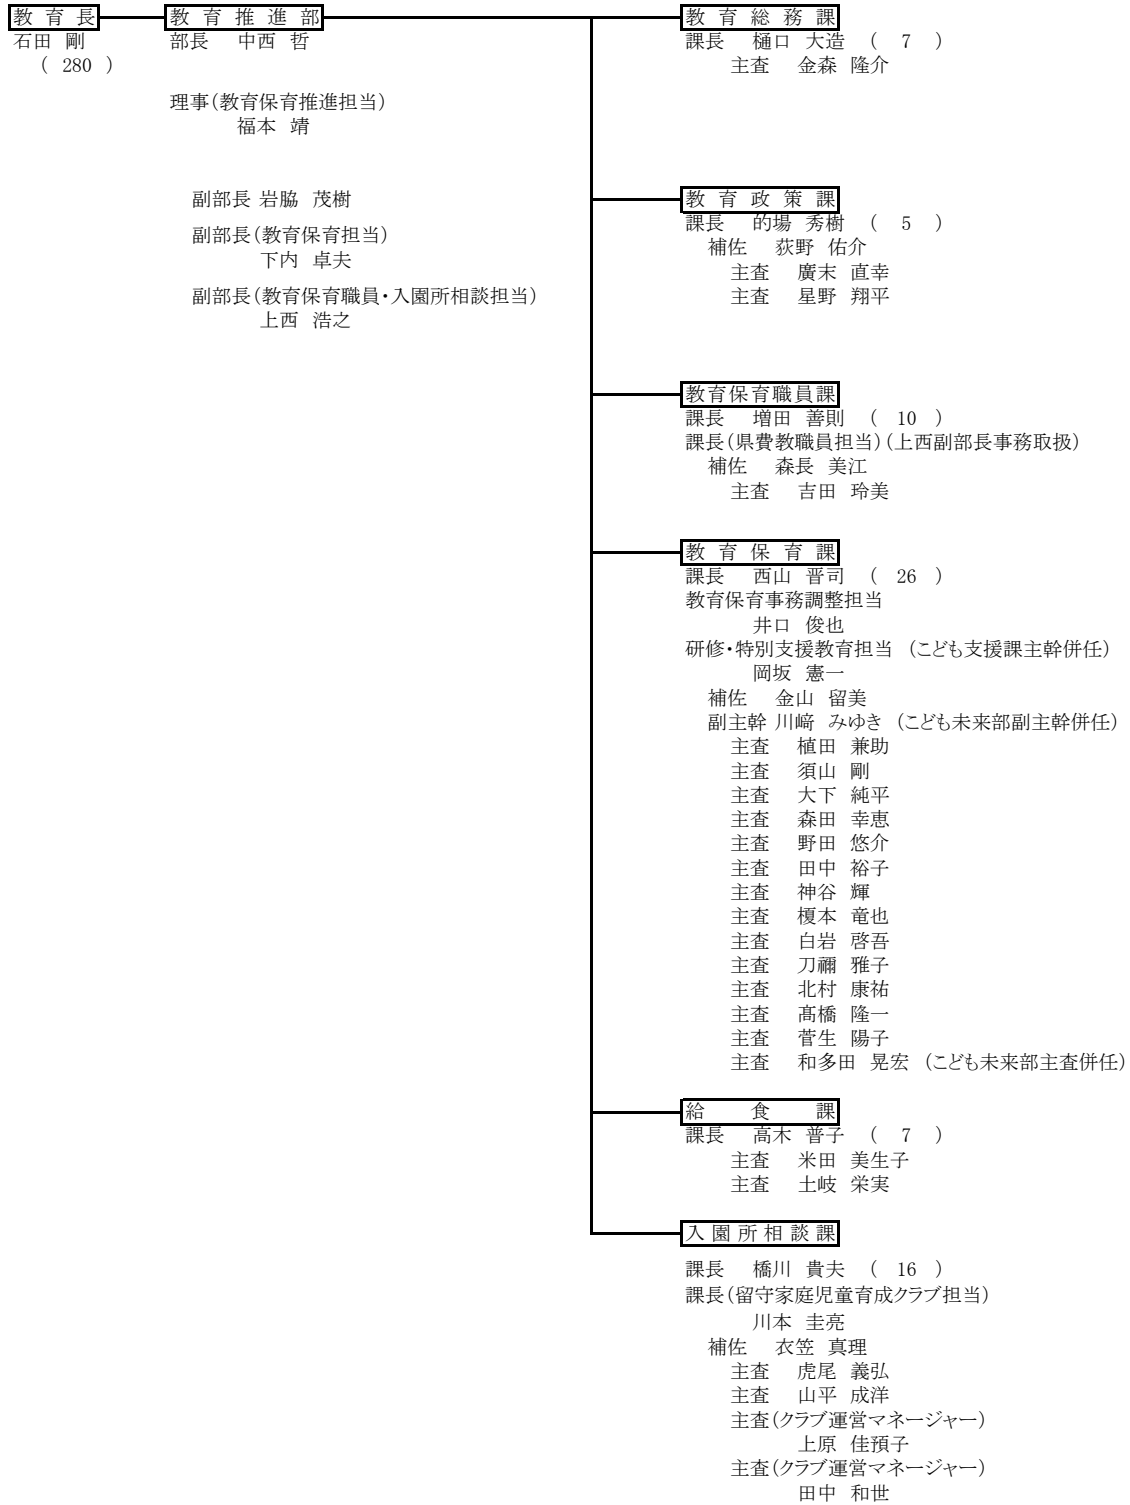 教育長
石田 剛
( 280 )
教育推進部
部長 中西 哲
理事(教育保育推進担当)
福本 靖
副部長 岩脇 茂樹
副部長(教育保育担当)
下内 卓夫
副部長(教育保育職員・入園所相談担当)
上西 浩之
教育総務課
課長 樋口 大造 ( 7 )
主査 金森 隆介
教育政策課
課長 的場 秀樹 ( 5 )
補佐 荻野 佑介
主査 廣末 直幸
主査 星野 翔平
教育保育職員課
課長 増田 善則 ( 10 )
課長(県費教職員担当)(上西副部長事務取扱)
補佐 森長 美江
主査 吉田 玲美
教育保育課
課長 西山 晋司 ( 26 )
教育保育事務調整担当
井口 俊也
研修・特別支援教育担当 (こども支援課主幹併任)
岡坂 憲一
補佐 金山 留美
副主幹 川﨑 みゆき (こども未来部副主幹併任)
主査 植田 兼助
主査 須山 剛
主査 大下 純平
主査 森田 幸恵
主査 野田 悠介
主査 田中 裕子
主査 神谷 輝
主査 榎本 竜也
主査 白岩 啓吾
主査 刀禰 雅子
主査 北村 康祐
主査 髙橋 隆一
主査 菅生 陽子
主査 和多田 晃宏 (こども未来部主査併任)
給食課
課長 高木 普子 ( 7 )
主査 米田 美生子
主査 土岐 栄実
入園所相談課
課長 橋川 貴夫 ( 16 )
課長(留守家庭児童育成クラブ担当)
川本 圭亮
補佐 衣笠 真理
主査 虎尾 義弘
主査 山平 成洋
主査(クラブ運営マネージャー)
上原 佳預子
主査(クラブ運営マネージャー)
田中 和世